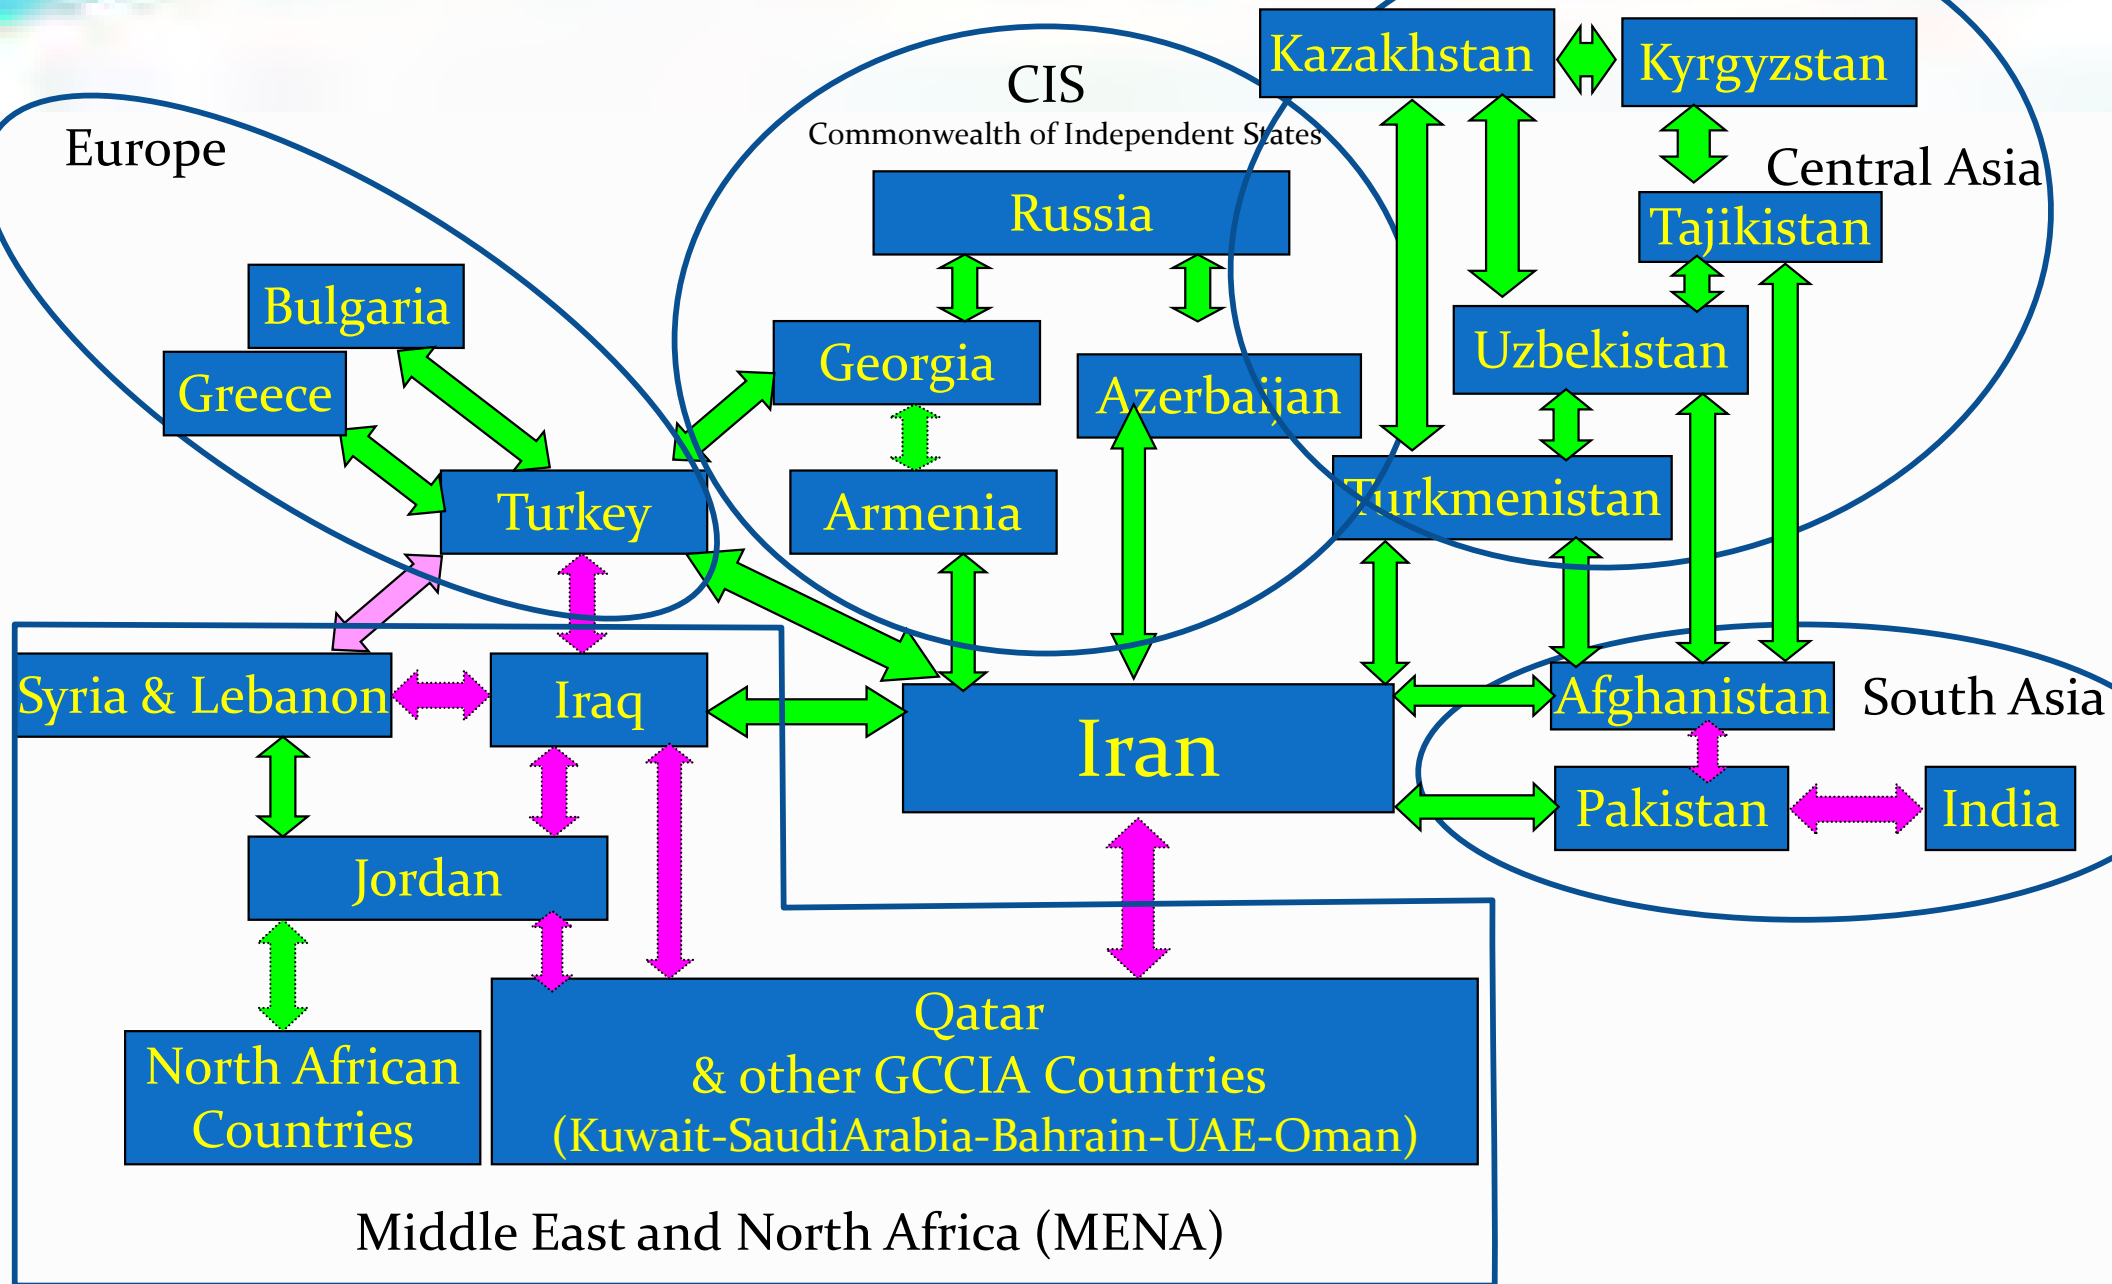 Kazakhstan
Kyrgyzstan
CIS
Commonwealth of Independent States
Europe
Central Asia
Russia
Tajikistan
Bulgaria
Georgia
Uzbekistan
Greece
Azerbaijan
Turkey
Armenia
Turkmenistan
Syria & Lebanon
Iraq
Iran
Afghanistan
South Asia
Pakistan
India
Jordan
Qatar
& other GCCIA Countries
(Kuwait-SaudiArabia-Bahrain-UAE-Oman)
North African
Countries
Middle East and North Africa (MENA)